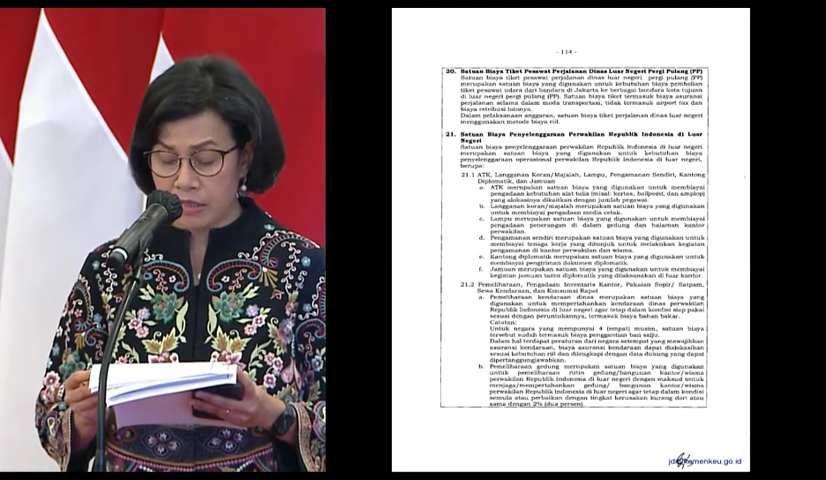 - 114 -
20. Satuan Biaya Tiket Pesawat Perjalanan Dinas Luar Negeri Pergi Pulang (PP)
Satuan biaya tiket pesawat perjalanan dinas luar negeri pergi pulang (PP)
merupakan satuan biaya yang digunakan untuk kebutuhan biaya pembelian
tiket pesawat udara dari bandara di Jakarta ke berbagai bandara kota tujuan
di luar negeri pergi pulang (PP). Satuan biaya tiket termasuk biaya asuransi
perjalanan selama dalam moda transportasi, tidak termasuk airport tax dan
biaya retribusi lainnya.
Dalam pelaksanaan anggaran, satuan biaya tiket perjalanan dinas luar negeri
menggunakan metode biaya riil.
21. Satuan Biaya Penyelenggaraan Perwakilan Republik Indonesia di Luar
Negeri
Satuan biaya penyelenggaraan perwakilan Republik Indonesia di luar negeri
merupakan satuan biaya yang digunakan untuk kebutuhan biaya
penyelenggaraan operasional perwakilan Republik Indonesia di luar negeri,
berupa:
21.1 ATK, Langganan Koran/Majalah, Lampu, Pengamanan Sendiri, Kantong
Diplomatik, dan Jamuan
a. ATK merupakan satuan biaya yang digunakan untuk membiayai
pengadaan kebutuhan alat tulis (misal: kertas, ballpoint, dan amplop)
yang alokasinya dikaitkan dengan jumlah pegawai.
b. Langganan koran/majalah merupakan satuan biaya yang digunakan
untuk membiayai pengadaan media cetak.
c. Lampu merupakan satuan biaya yang digunakan untuk membiayai
pengadaan penerangan di dalam gedung dan halaman kantor
perwakilan.
d. Pengamanan sendiri merupakan satuan biaya yang digunakan untuk
membiayai tenaga kerja yang ditunjuk untuk melakukan kegiatan
pengamanan di kantor perwakilan dan wisma.
e. Kantong diplomatik merupakan satuan biaya yang digunakan untuk
membiayai pengiriman dokumen diplomatik.
f. Jamuan merupakan satuan biaya yang digunakan untuk membiayai
kegiatan jamuan tamu diplomatik yang dilakukan di luar kantor.
21.2 Pemeliharaan, Pengadaan Inventaris Kantor, Pakaian Sopir/ Satpam,
Sewa Kendaraan, dan Konsumsi Rapat
a. Pemeliharaan kendaraan dinas merupakan satuan biaya yang
digunakan untuk mempertahankan kendaraan dinas perwakilan
Republik Indonesia di luar negeri agar tetap dalam kondisi siap pakai
sesuai dengan peruntukannya, termasuk biaya bahan bakar.
Catatan:
Untuk negara yang mempunyai 4 (empat) musim, satuan biaya
tersebut sudah termasuk biaya penggantian ban salju.
Dalam hal terdapat peraturan dari negara setempat yang mewajibkan
asuransi kendaraan, biaya asuransi kendaraan dapat dialokasikan
sesuai kebutuhan riil dan dilengkapi dengan data dukung yang dapat
dipertanggungjawabkan.
b. Pemeliharaan gedung merupakan satuan biaya yang digunakan
untuk pemeliharaan rutin gedung/bangunan kantor/wisma
perwakilan Republik Indonesia di luar negeri dengan maksud untuk
menjaga/mempertahankan gedung/ bangunan kantor/wisma
perwakilan Republik Indonesia di luar negeri agar tetap dalam kondisi
semula atau perbaikan dengan tingkat kerusakan kurang dari atau
sama dengan 2% (dua persen).
jdih.kemenkeu.go.id